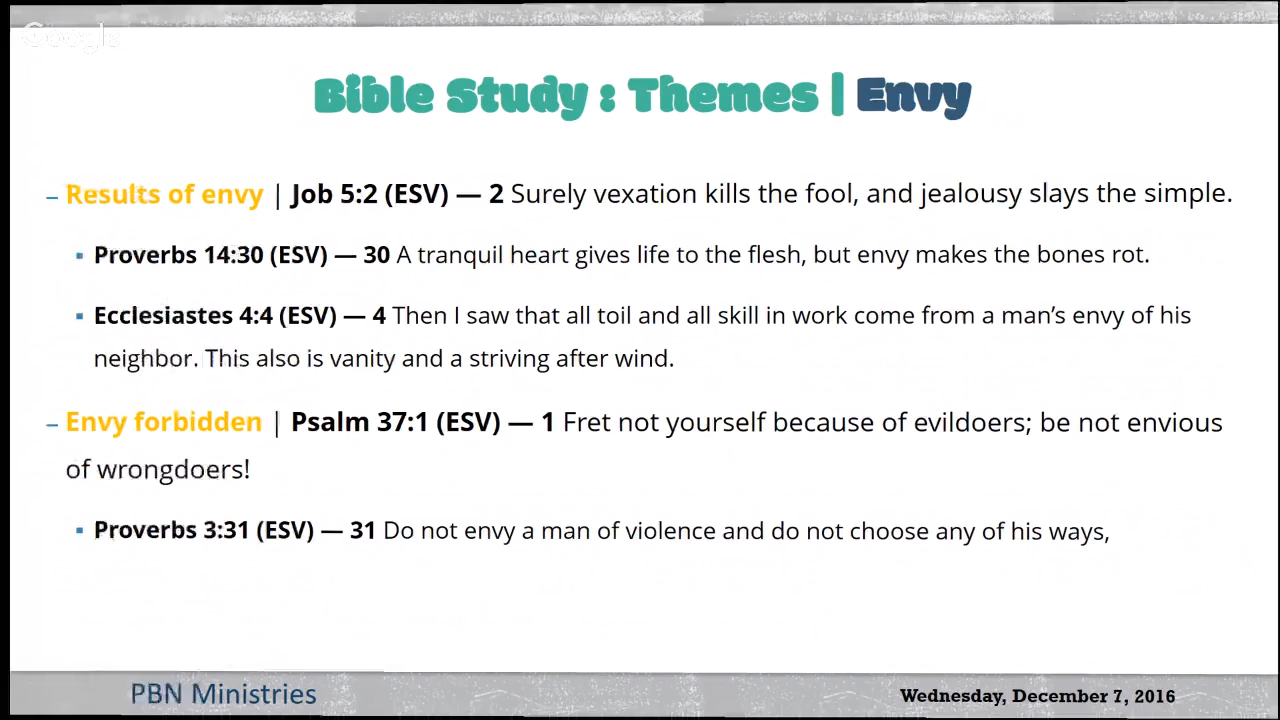 Google
Bible Study : Themes | Envy
– Results of envy | Job 5:2 (ESV) — 2 Surely vexation kills the fool, and jealousy slays the simple.
▪ Proverbs 14:30 (ESV) — 30 A tranquil heart gives life to the flesh, but envy makes the bones rot.
▪ Ecclesiastes 4:4 (ESV) — 4 Then I saw that all toil and all skill in work come from a man’s envy of his
neighbor. This also is vanity and a striving after wind.
– Envy forbidden | Psalm 37:1 (ESV) — 1 Fret not yourself because of evildoers; be not envious
of wrongdoers!
▪ Proverbs 3:31 (ESV) — 31 Do not envy a man of violence and do not choose any of his ways,
PBN Ministries
Wednesday, December 7, 2016